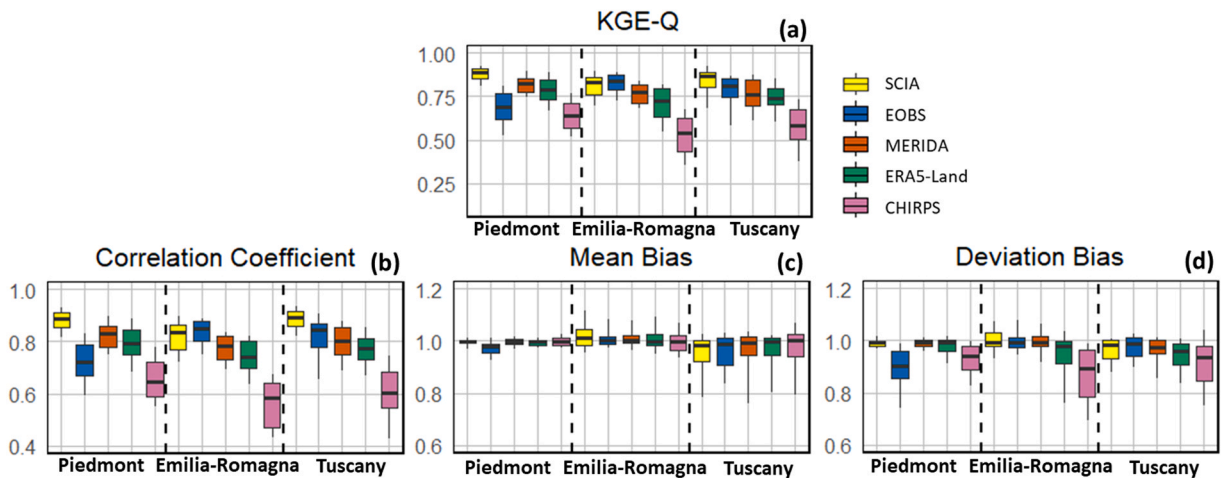 KGE-Q (a)
1.00
0.75
0.50
0.25
Piedmont Emilia-Romagna Tuscany
SCIA
EOBS
MERIDA
ERA5-Land
CHIRPS
Correlation Coefficient (b)
1.0
0.8
0.6
0.4
Piedmont Emilia-Romagna Tuscany
Mean Bias (c)
1.2
1.0
0.8
0.6
Piedmont Emilia-Romagna Tuscany
Deviation Bias (d)
1.2
1.0
0.8
0.6
Piedmont Emilia-Romagna Tuscany